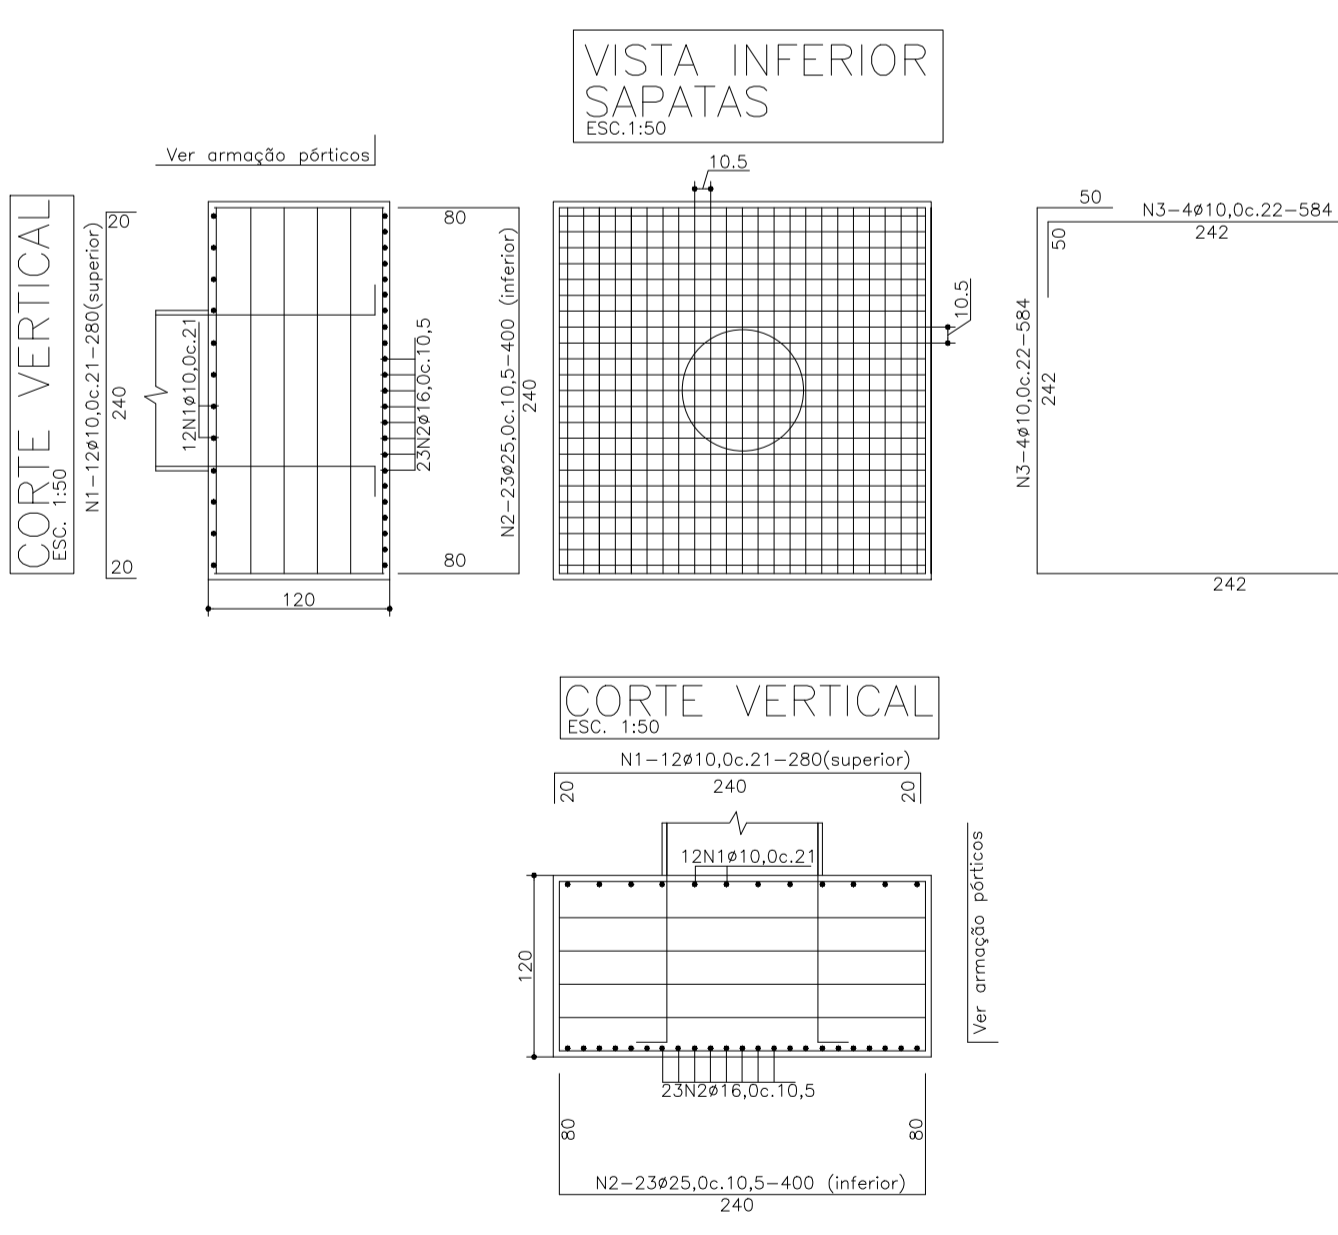 VISTA INFERIOR
SAPATAS
ESC.1:50
Ver armação pórticos
10.5
CORTE VERTICAL
ESC. 1:50
N1-12ø10,0c.21-280(superior)
20
240
20
12N1ø10,0c.21
23N2ø16,0c.10,5
120
80
N2-23ø25,0c.10,5-400 (inferior)
240
80
10.5
50
N3-4ø10,0c.22-584
242
50
N3-4ø10,0c.22-584
242
242
CORTE VERTICAL
ESC. 1:50
N1-12ø10,0c.21-280(superior)
20
240
20
12N1ø10,0c.21
120
Ver armação pórticos
23N2ø16,0c.10,5
80
80
N2-23ø25,0c.10,5-400 (inferior)
240